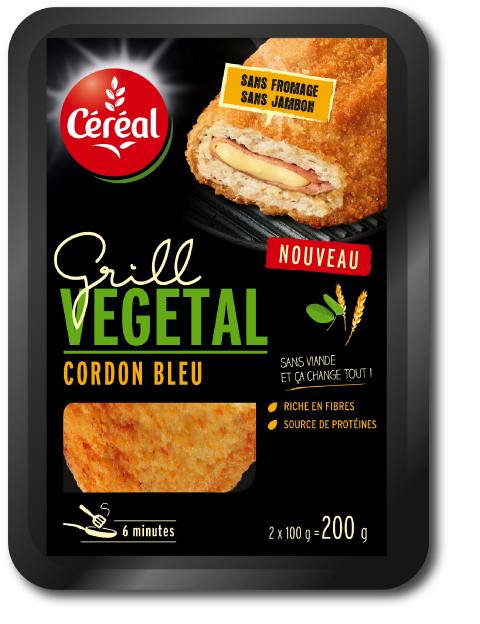 SANS FROMAGE
SANS JAMBON
Céréal
NOUVEAU
Grill
VEGETAL
CORDON BLEU
SANS VIANDE
ET ÇA CHANGE TOUT !
RICHE EN FIBRES
SOURCE DE PROTÉINES
6 minutes
2 x 100 g = 200 g